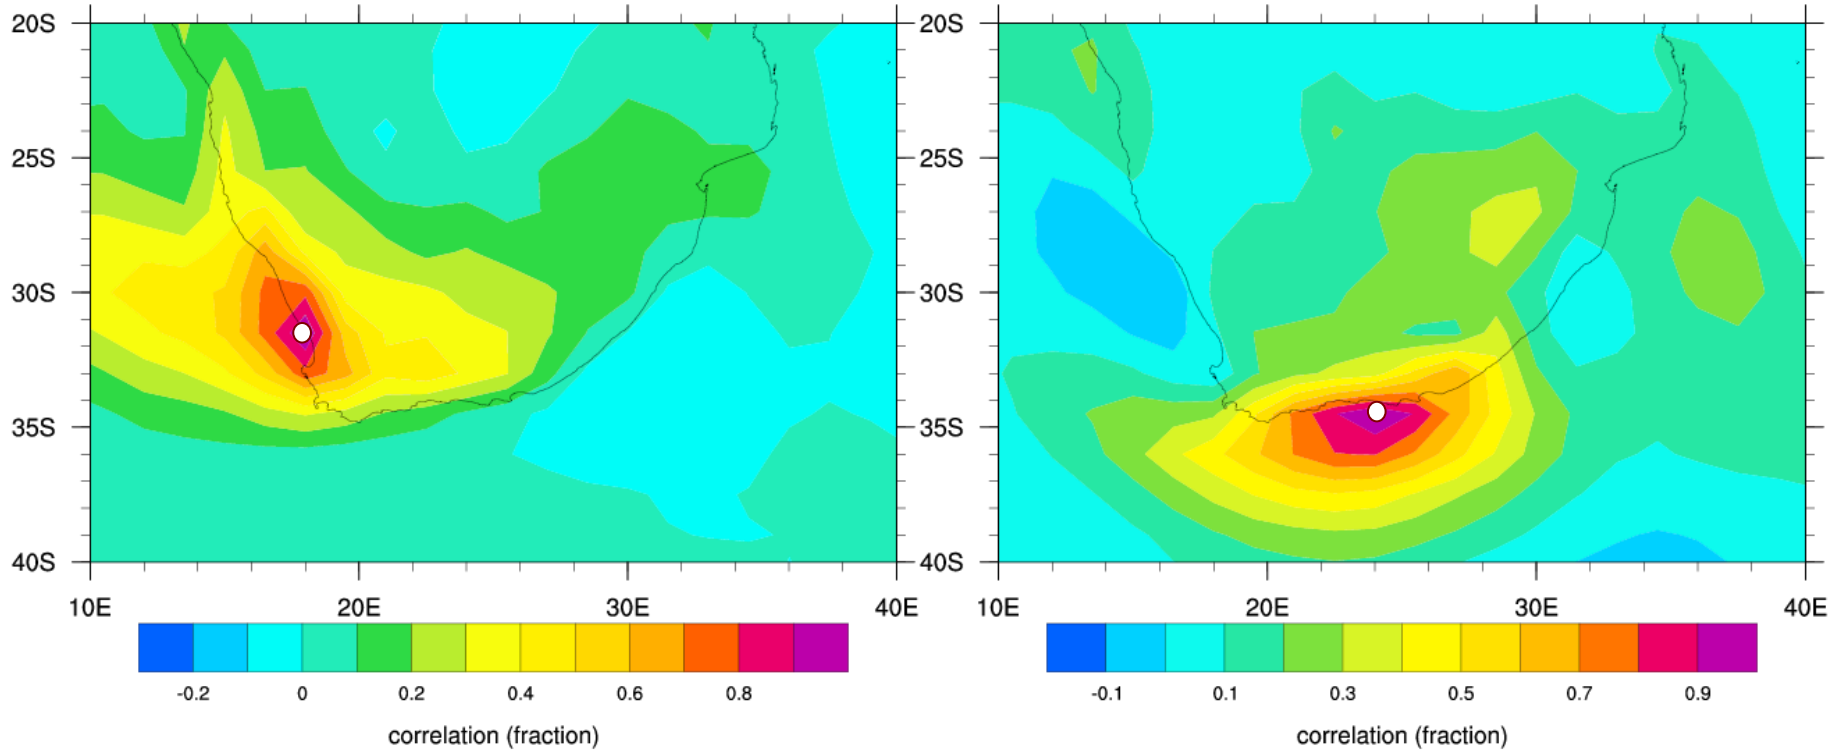 20S 20S 20S
25S 25S
30S 30S
35S 35S
40S 40S
10E 20E 30E 40E 10E 20E 30E 40E
-0.2 0 0.2 0.4 0.6 0.8 -0.1 0.1 0.3 0.5 0.7 0.9
correlation (fraction) correlation (fraction)